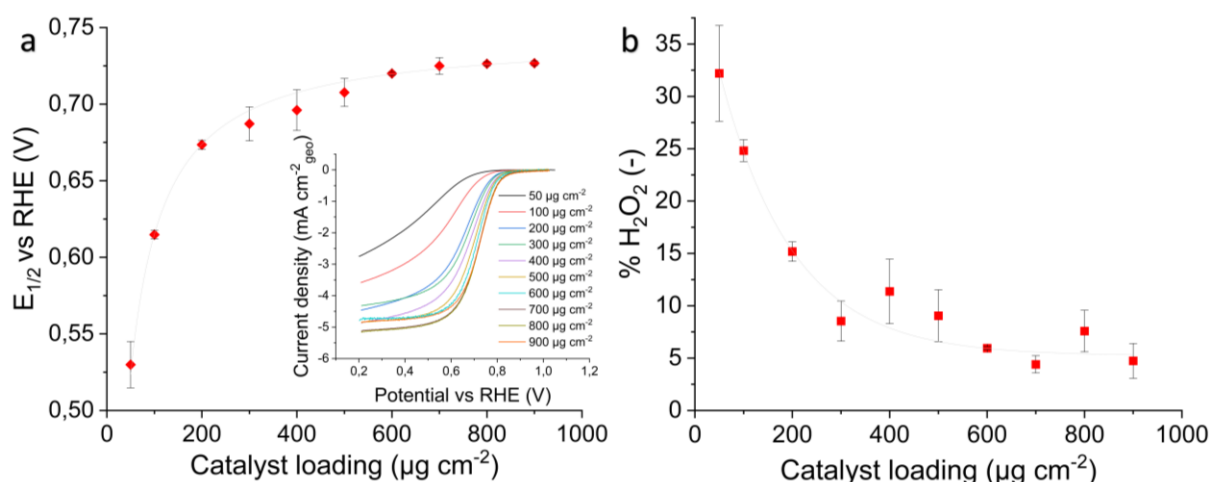 a
0,75
0,70
0,65
0,60
0,55
0,50
E1/2 vs RHE (V)
0
200
400
600
800
1000
Catalyst loading (µg cm-2)
Current density (mA cm-2geo)
0
-1
-2
-3
-4
-5
-6
0,2
0,4
0,6
0,8
1,0
1,2
Potential vs RHE (V)
50 µg cm-2
100 µg cm-2
200 µg cm-2
300 µg cm-2
400 µg cm-2
500 µg cm-2
600 µg cm-2
700 µg cm-2
800 µg cm-2
900 µg cm-2
b
35
30
25
20
15
10
5
0
% H2O2 (-)
0
200
400
600
800
1000
Catalyst loading (µg cm-2)